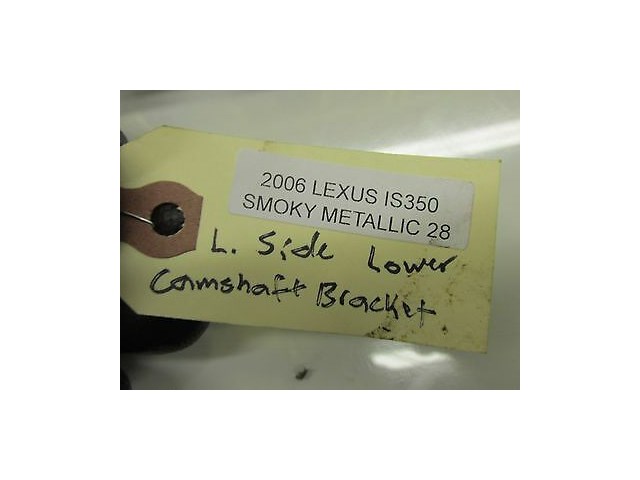 2006 LEXUS IS350
SMOKY METALLIC 28
L. Side Lower
Camshaft Bracket